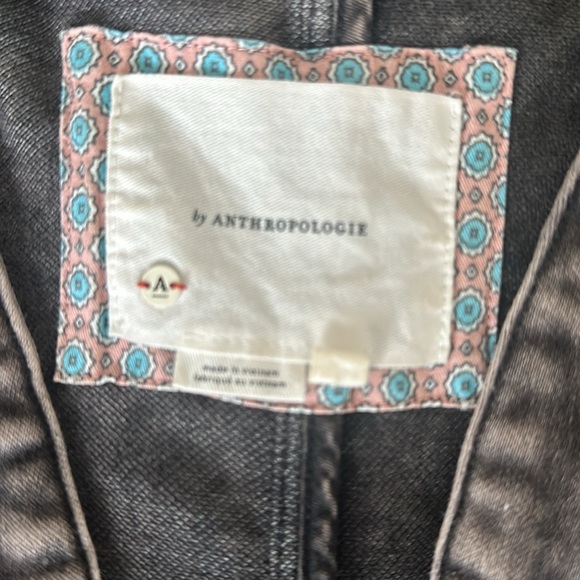 by ANTHROPOLOGIE
A
made in vietnam
fabriqué au vietnam